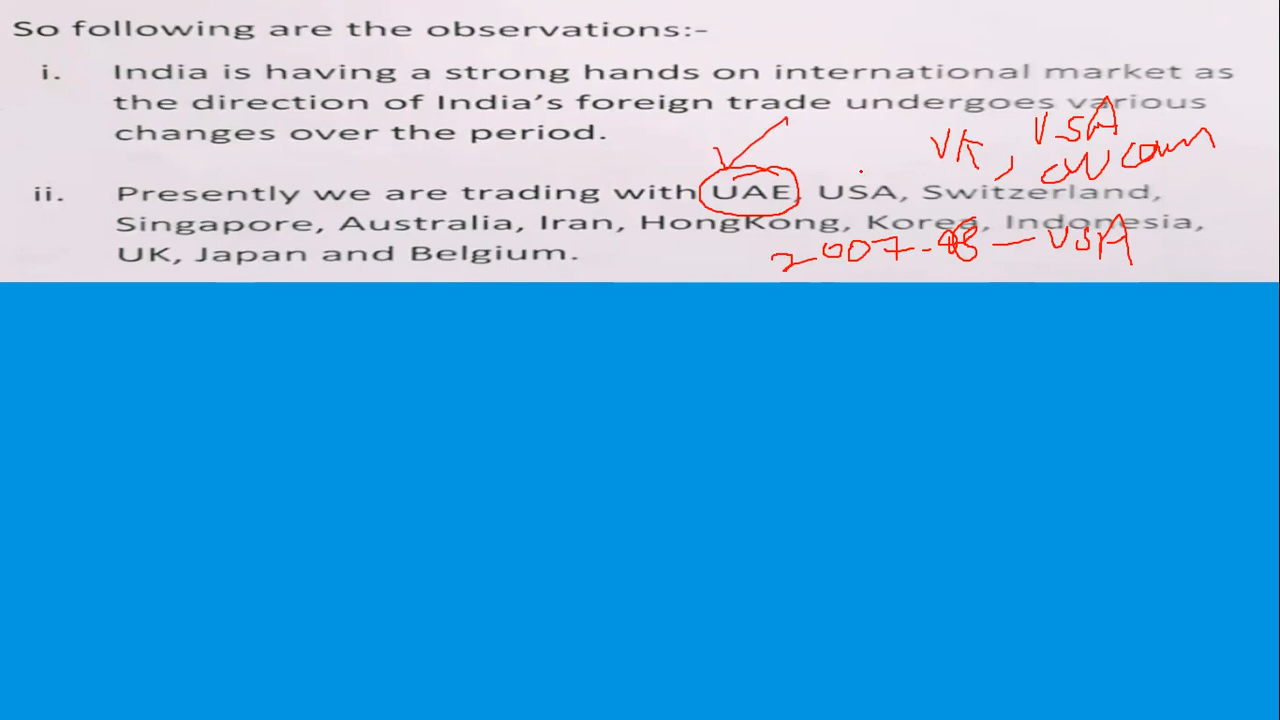 So following are the observations:-
i. India is having a strong hands on international market as
the direction of India's foreign trade undergoes various
changes over the period.
UK, USA
ii. Presently we are trading with UAE, USA, Switzerland,
Singapore, Australia, Iran, HongKong, Korea, Indonesia,
UK, Japan and Belgium.
2007-08 - USA